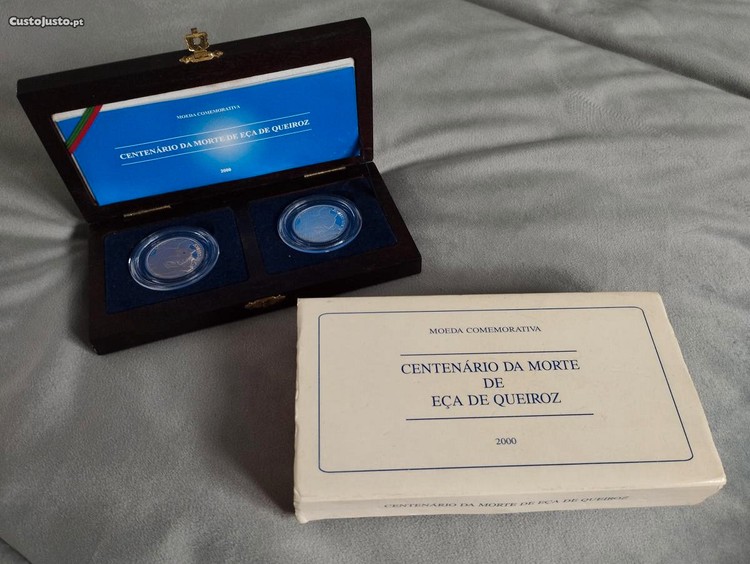 CustoJusto.pt
MOEDA COMEMORATIVA
CENTENÁRIO DA MORTE DE EÇA DE QUEIROZ
2000
MOEDA COMEMORATIVA
CENTENÁRIO DA MORTE
DE
EÇA DE QUEIROZ
2000
CENTENÁRIO DA MORTE DE EÇA DE QUEIROZ